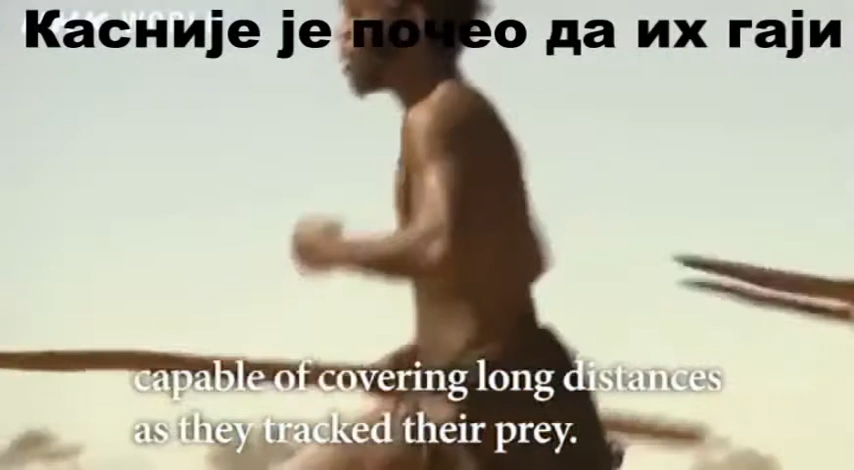 Касније је почео да их гаји
capable of covering long distances
as they tracked their prey.